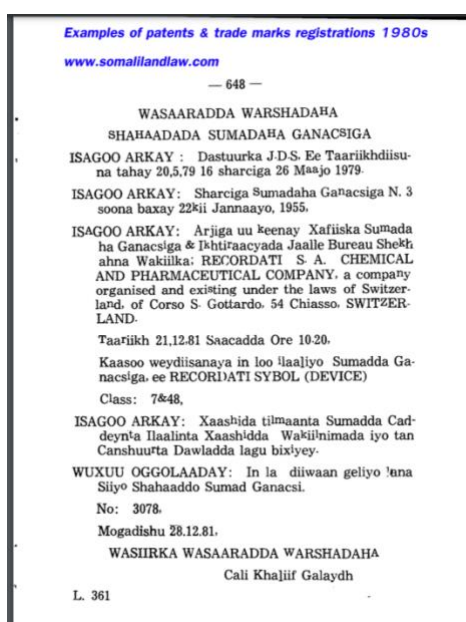 Examples of patents & trade marks registrations 1980s
www.somalilandlaw.com
— 648 —
WASAARADDA WARSHADAHA
SHAHAADADA SUMADAHA GANACSIGA
ISAGOO ARKAY : Dastuurka J.D.S. Ee Taariikhdiisu-
na tahay 20,5,79 16 sharciga 26 Maajo 1979.
ISAGOO ARKAY: Sharciga Sumadaha Ganacsiga N. 3
soona baxay 22kii Jannaayo, 1955.
ISAGOO ARKAY: Arjiga uu keenay Xafiiska Sumada
ha Ganacsiga & Ikhtiraacyada Jaalle Bureau Shekh
ahna Wakiilka; RECORDATI S. A. CHEMICAL
AND PHARMACEUTICAL COMPANY, a company
organised and existing under the laws of Switzer-
land, of Corso S. Gottardo, 54 Chiasso, SWITZER-
LAND.
Taariikh 21,12.81 Saacadda Ore 10-20.
Kaasoo weydiisanaya in loo ilaaliyo Sumadda Ga-
nacsiga, ee RECORDATI SYBOL (DEVICE)
Class: 7&48,
ISAGOO ARKAY: Xaashida tilmaanta Sumadda Cad-
deynta Ilaalinta Xaashidda Wakiilnimada iyo tan
Canshuurta Dawladda lagu bixiyey.
WUXUU OGGOLAADAY: In la diiwaan geliyo lana
Siiyo Shahaaddo Sumad Ganacsi.
No: 3078.
Mogadishu 28.12.81.
WASIIRKA WASAARADDA WARSHADAHA
Cali Khaliif Galaydh
L. 361